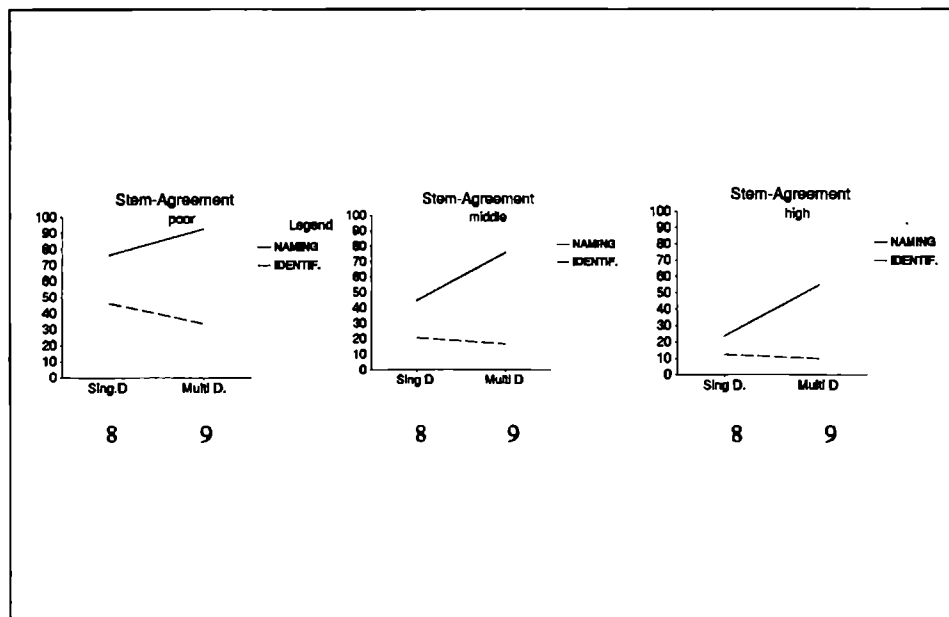 Stem-Agreement
poor
100
90
80
70
60
50
40
30
20
10
0
Sing.D
Multi D.
Legend
NAMING
IDENTIF.
8
9
Stem-Agreement
middle
100
90
80
70
60
50
40
30
20
10
0
Sing D
Multi D
NAMING
IDENTIF.
8
9
Stem-Agreement
high
100
90
80
70
60
50
40
30
20
10
0
Sing D.
Multi D
NAMING
IDENTIF.
8
9